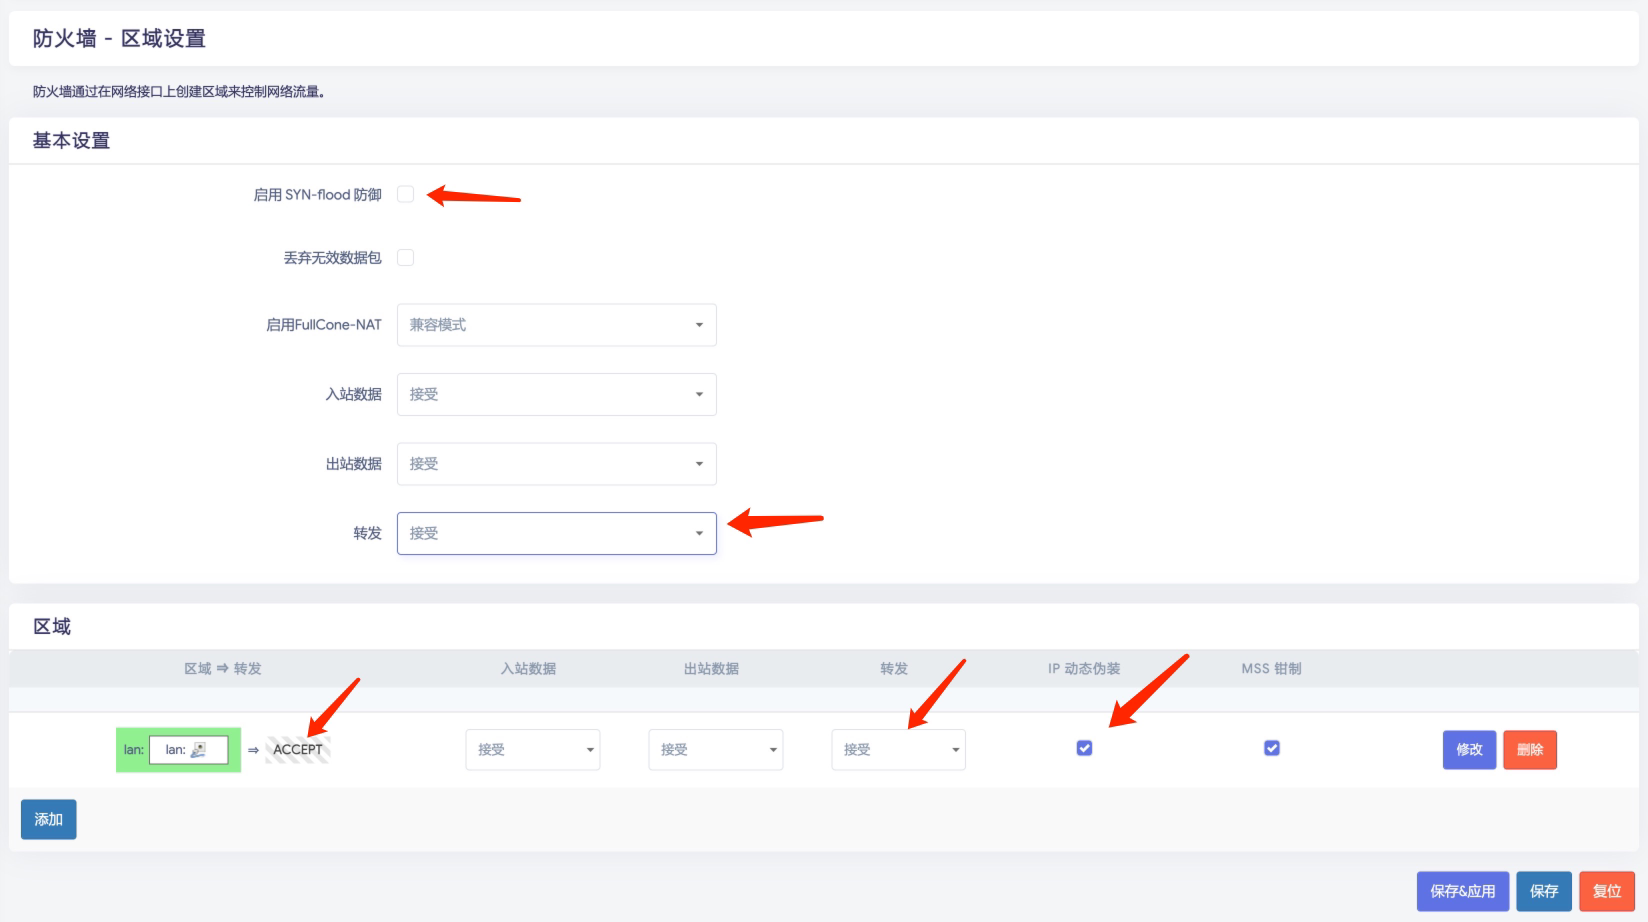 防火墙 - 区域设置
防火墙通过在网络接口上创建区域来控制网络流量。
基本设置
启用 SYN-flood 防御
丢弃无效数据包
启用FullCone-NAT 兼容模式
入站数据 接受
出站数据 接受
转发 接受
区域
区域 ⇒ 转发 入站数据 出站数据 转发 IP 动态伪装 MSS 钳制
lan: lan: ⇒ ACCEPT 接受 接受 接受 修改 删除
添加
保存&应用 保存 复位